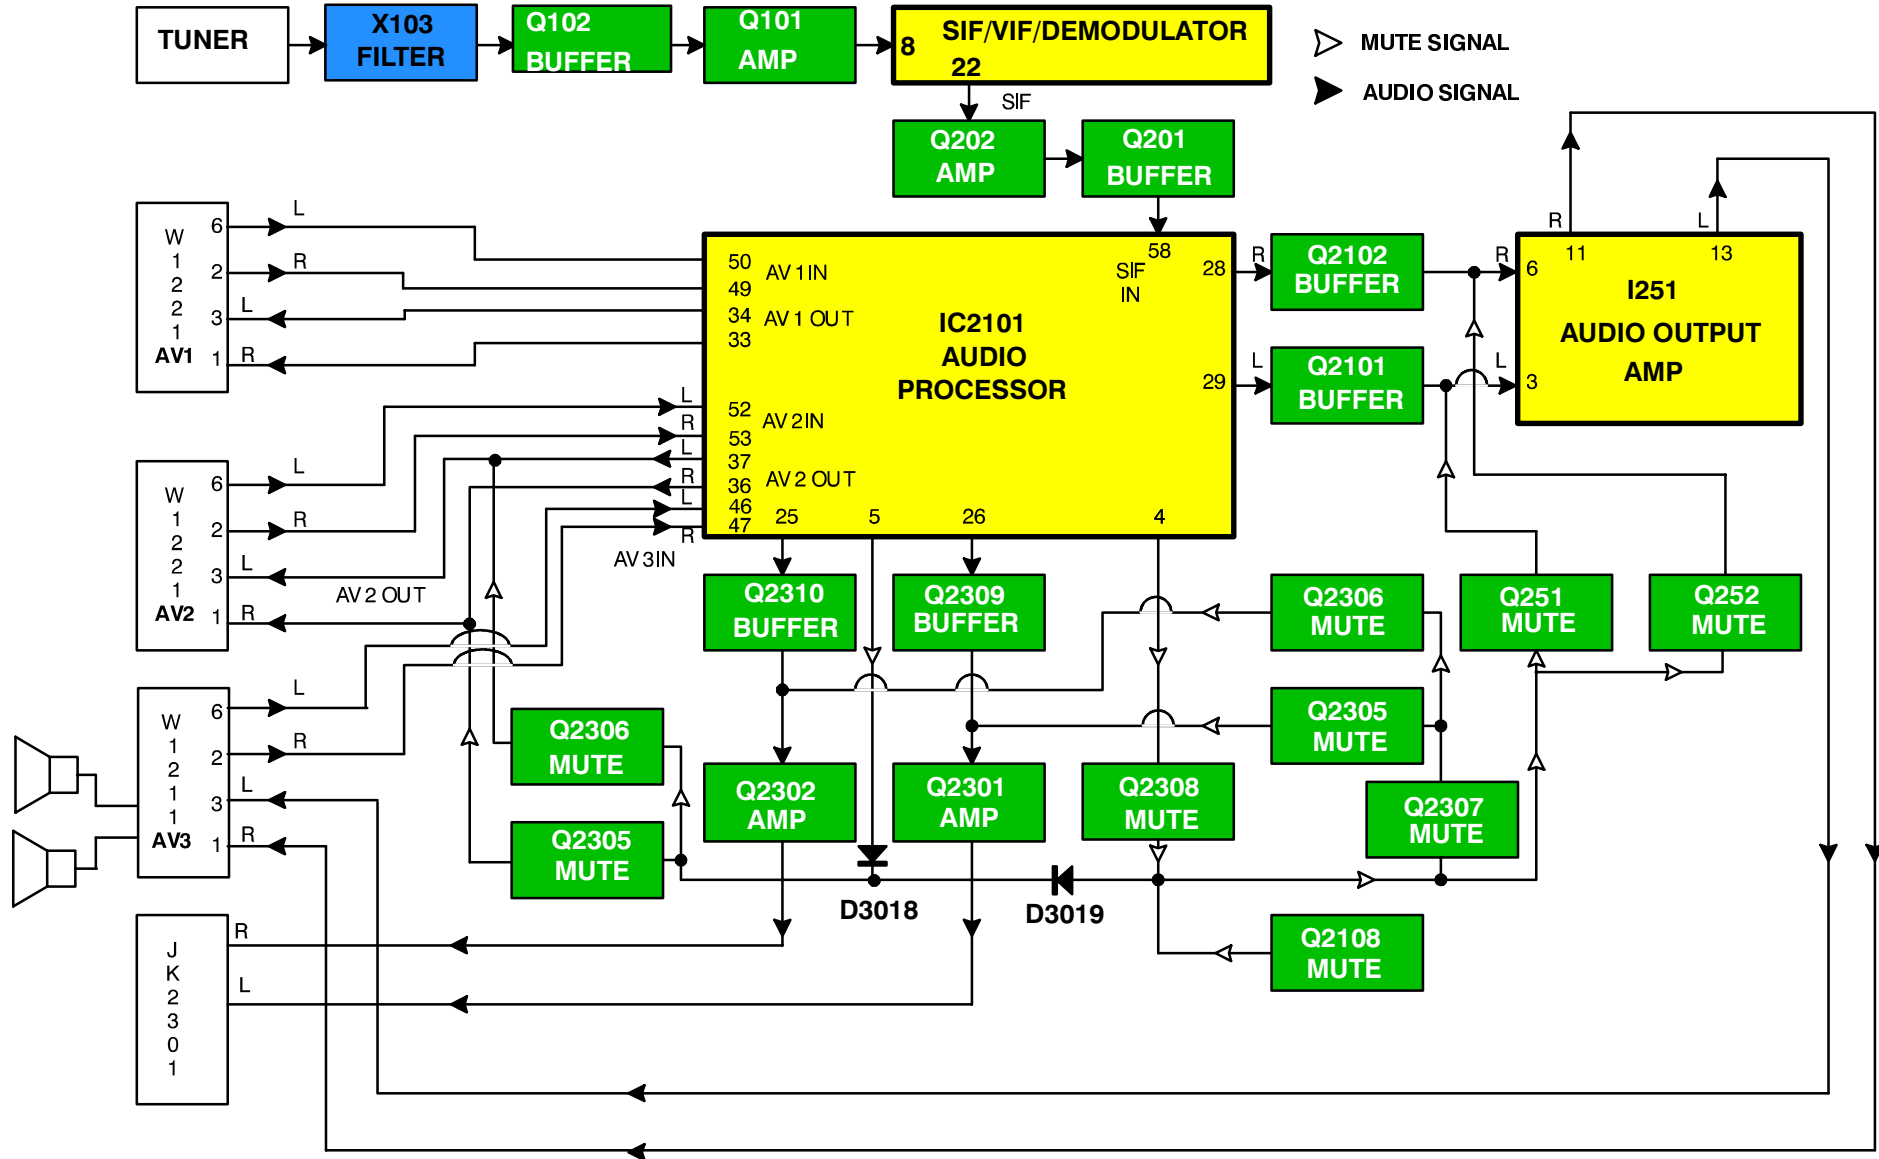 TUNER
X103
FILTER
Q102
BUFFER
Q101
AMP
8
SIF/VIF/DEMODULATOR
22
MUTE SIGNAL
AUDIO SIGNAL
SIF
Q202
AMP
Q201
BUFFER
W
1
2
2
1
AV1
6
L
2
R
3
L
1
R
50
AV 1 IN
49
34
AV 1 OUT
33
58
SIF
IN
28
R
IC2101
AUDIO
PROCESSOR
29
L
Q2102
BUFFER
Q2101
BUFFER
R
6
L
3
R
11
L
13
I251
AUDIO OUTPUT
AMP
L
52
AV 2 IN
R
53
L
37
R
36
AV 2 OUT
L
46
47
R
25
5
26
4
AV 3 IN
W
1
2
2
1
AV2
6
L
2
R
3
L
1
R
AV 2 OUT
Q2310
BUFFER
Q2309
BUFFER
Q2306
MUTE
Q251
MUTE
Q252
MUTE
W
1
2
1
1
AV3
6
L
2
R
3
L
1
R
Q2306
MUTE
Q2305
MUTE
Q2302
AMP
Q2301
AMP
Q2308
MUTE
Q2305
MUTE
Q2307
MUTE
D3018
D3019
Q2108
MUTE
J
K
2
3
0
1
R
L